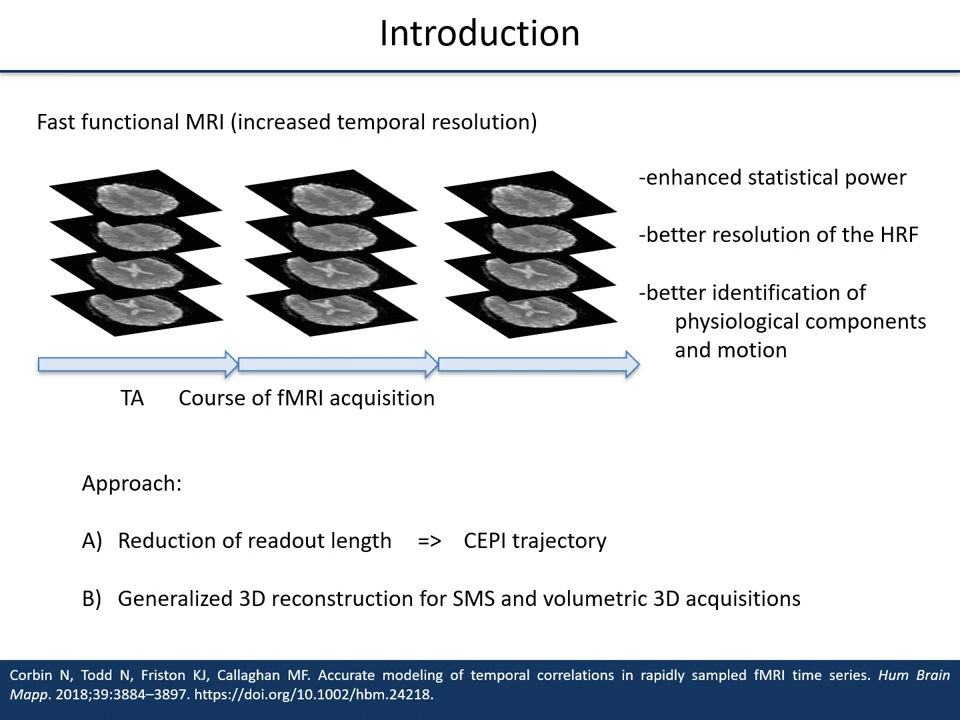 Introduction
Fast functional MRI (increased temporal resolution)
-enhanced statistical power
-better resolution of the HRF
-better identification of
physiological components
and motion
TA Course of fMRI acquisition
Approach:
A) Reduction of readout length => CEPI trajectory
B) Generalized 3D reconstruction for SMS and volumetric 3D acquisitions
Corbin N, Todd N, Friston KJ, Callaghan MF. Accurate modeling of temporal correlations in rapidly sampled fMRI time series. Hum Brain
Mapp. 2018;39:3884–3897. https://doi.org/10.1002/hbm.24218.